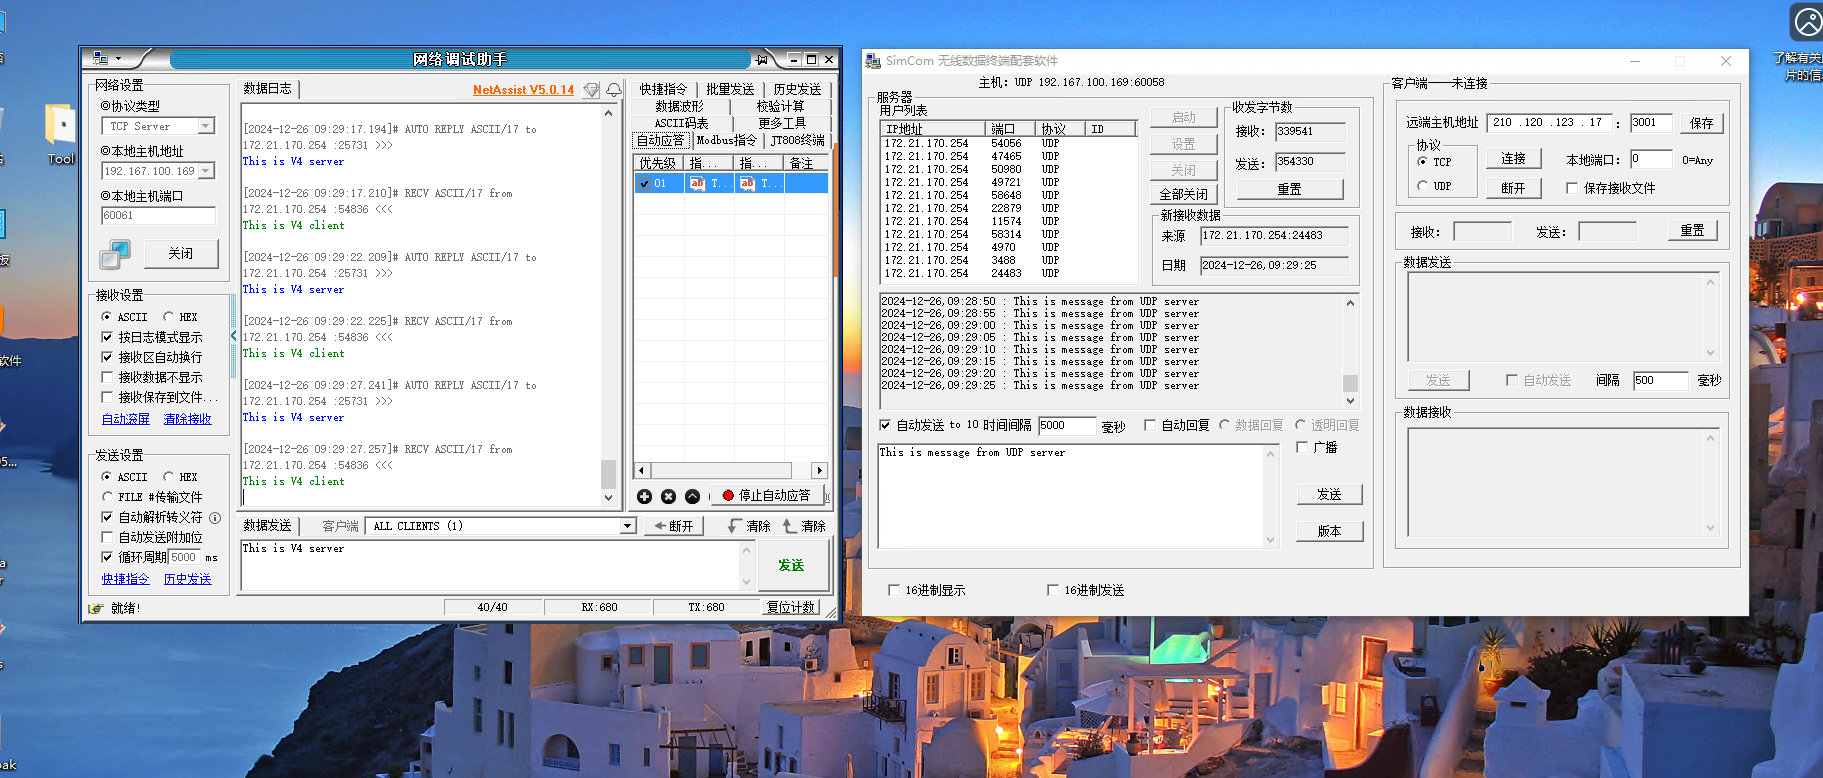 Tool
了解有关
片的信
软件
网络调试助手
网络设置
协议类型
TCP Server
本地主机地址
192.167.100.169
本地主机端口
60061
关闭
接收设置
ASCII
HEX
按日志模式显示
接收区自动换行
接收数据不显示
接收保存到文件...
自动滚屏
清除接收
发送设置
ASCII
HEX
FILE #传输文件
自动解析转义符
自动发送附加位
循环周期 5000 ms
快捷指令
历史发送
就绪!
数据日志
NetAssist V5.0.14
[2024-12-26 09:29:17.194]# AUTO REPLY ASCII/17 to
172.21.170.254 :25731 >>>
This is V4 server
[2024-12-26 09:29:17.210]# RECV ASCII/17 from
172.21.170.254 :54836 <<<
This is V4 client
[2024-12-26 09:29:22.209]# AUTO REPLY ASCII/17 to
172.21.170.254 :25731 >>>
This is V4 server
[2024-12-26 09:29:22.225]# RECV ASCII/17 from
172.21.170.254 :54836 <<<
This is V4 client
[2024-12-26 09:29:27.241]# AUTO REPLY ASCII/17 to
172.21.170.254 :25731 >>>
This is V4 server
[2024-12-26 09:29:27.257]# RECV ASCII/17 from
172.21.170.254 :54836 <<<
This is V4 client
快捷指令
批量发送
历史发送
数据波形
校验计算
ASCII码表
更多工具
自动应答
Modbus指令
JT808终端
优先级 指... 指... 备注
01 ab T... ab T...
停止自动应答
数据发送
客户端
ALL CLIENTS (1)
断开
清除
清除
This is V4 server
发送
40/40
RX:680
TX:680
复位计数
SimCom 无线数据终端配套软件
主机: UDP 192.167.100.169:60058
服务器
用户列表
IP地址 端口 协议 ID
172.21.170.254 54056 UDP
172.21.170.254 47465 UDP
172.21.170.254 50980 UDP
172.21.170.254 49721 UDP
172.21.170.254 58648 UDP
172.21.170.254 22879 UDP
172.21.170.254 11574 UDP
172.21.170.254 58314 UDP
172.21.170.254 4970 UDP
172.21.170.254 3488 UDP
172.21.170.254 24483 UDP
启动
设置
关闭
全部关闭
收发字节数
接收: 339541
发送: 354330
重置
新接收数据
来源 172.21.170.254:24483
日期 2024-12-26,09:29:25
2024-12-26,09:28:50 : This is message from UDP server
2024-12-26,09:28:55 : This is message from UDP server
2024-12-26,09:29:00 : This is message from UDP server
2024-12-26,09:29:05 : This is message from UDP server
2024-12-26,09:29:10 : This is message from UDP server
2024-12-26,09:29:15 : This is message from UDP server
2024-12-26,09:29:20 : This is message from UDP server
2024-12-26,09:29:25 : This is message from UDP server
自动发送 to 10 时间间隔 5000 毫秒
自动回复
数据回复
透明回复
This is message from UDP server
广播
发送
版本
16进制显示
16进制发送
客户端——未连接
远端主机地址 210 .120 .123 . 17 : 3001 保存
协议
TCP
UDP
连接
断开
本地端口: 0 0=Any
保存接收文件
接收:
发送:
重置
数据发送
发送
自动发送
间隔 500 毫秒
数据接收